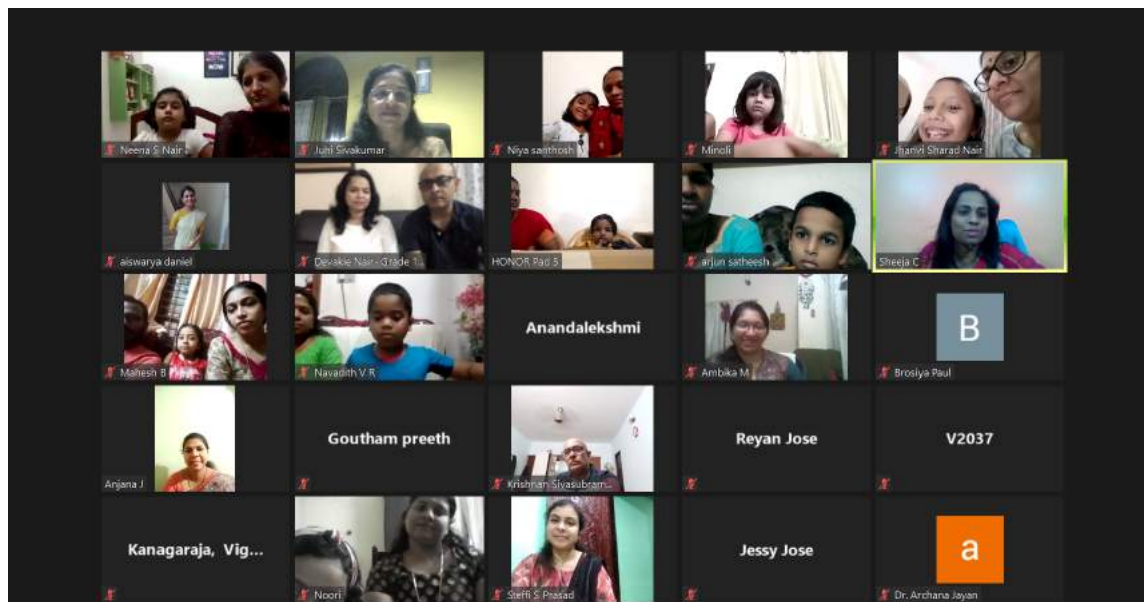 Neena S Nair
Juhi Sivakumar
Niya santhosh
Minoli
Jhanvi Sharad Nair
aiswarya daniel
Devakie Nair - Grade 1...
HONOR Pad 5
arjun satheesh
Sheeja C
Mahesh B
Navadith V R
Anandalekshmi
Ambika M
B
Brosiya Paul
Anjana J
Goutham preeth
Krishnan Sivasubram...
Reyan Jose
V2037
Kanagaraja, Vig...
Noori
Steffi S Prasad
Jessy Jose
a
Dr. Archana Jayan